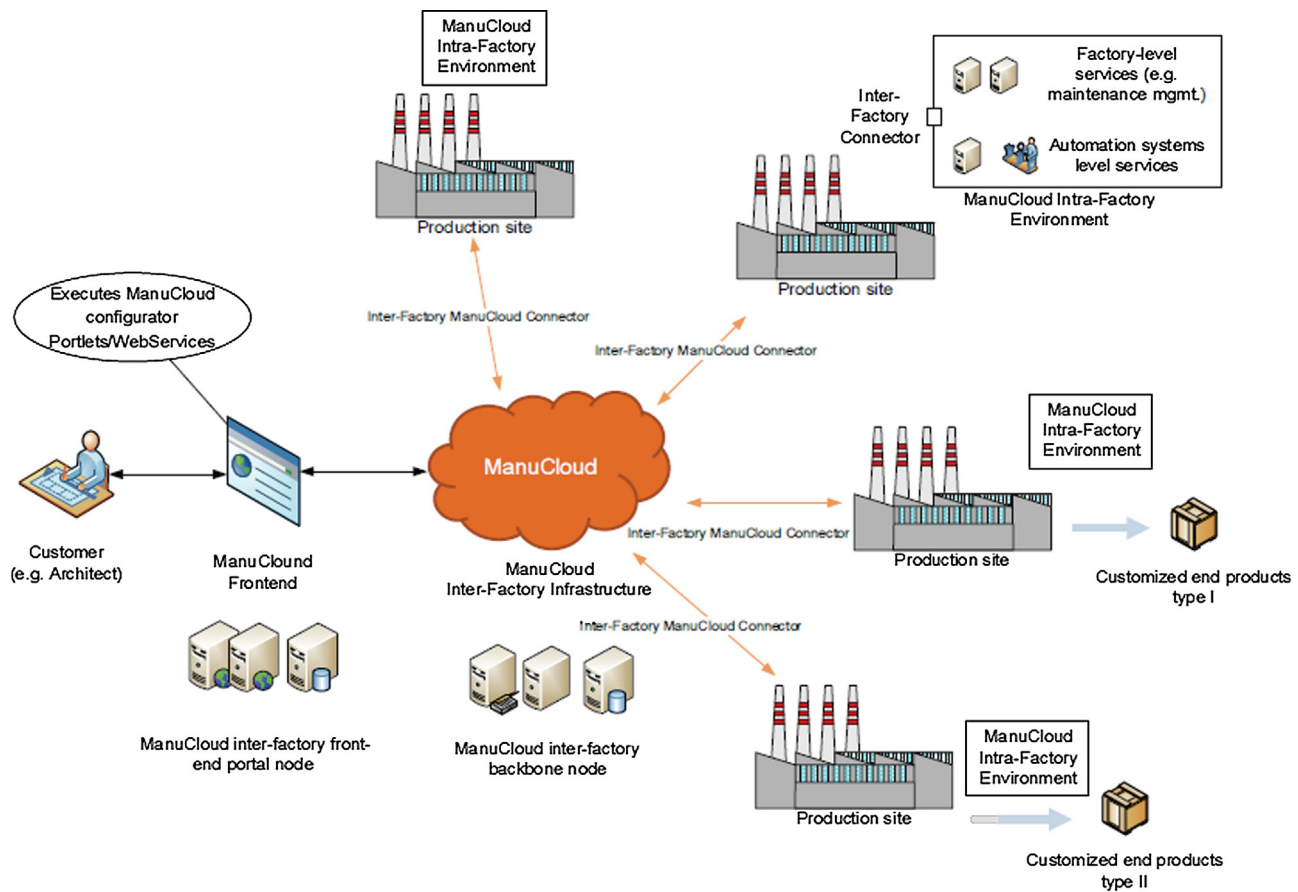 ManuCloud
Intra-Factory
Environment
Production site
Inter-Factory ManuCloud Connector
Inter-
Factory
Connector
Factory-level
services (e.g.
maintenance mgmt.)
Automation systems
level services
ManuCloud Intra-Factory
Environment
Production site
Inter-Factory ManuCloud Connector
Executes ManuCloud
configurator
Portlets/WebServices
Customer
(e.g. Architect)
ManuClound
Frontend
ManuCloud
ManuCloud
Inter-Factory Infrastructure
Inter-Factory ManuCloud Connector
ManuCloud
Intra-Factory
Environment
Production site
Customized end products
type I
Inter-Factory ManuCloud Connector
ManuCloud inter-factory front-
end portal node
ManuCloud inter-factory
backbone node
ManuCloud
Intra-Factory
Environment
Production site
Customized end products
type II